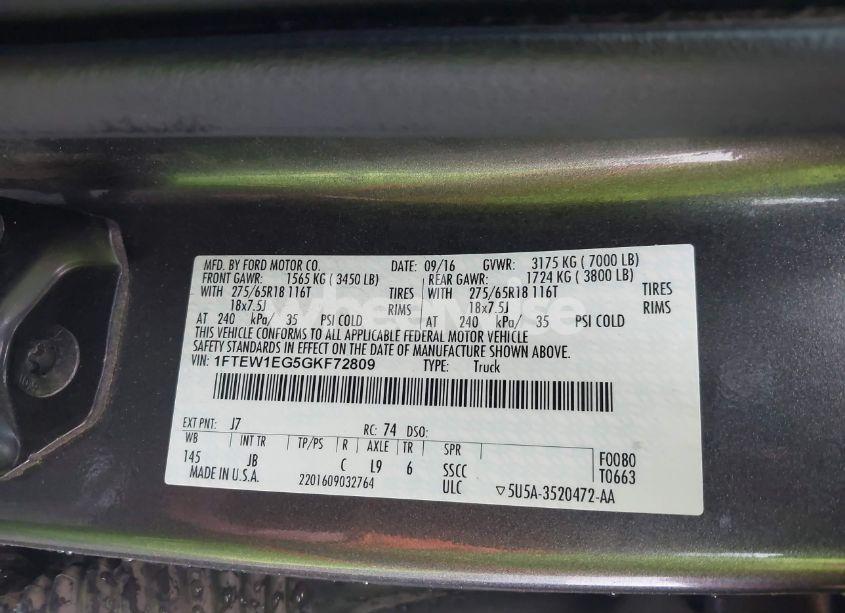 MFD. BY FORD MOTOR CO. DATE: 09/16 GVWR: 3175 KG ( 7000 LB)
FRONT GAWR: 1565 KG ( 3450 LB) REAR GAWR: 1724 KG ( 3800 LB)
WITH 275/65R18 116T TIRES WITH 275/65R18 116T TIRES
18x7.5J RIMS 18x7.5J RIMS
AT 240 kPa/ 35 PSI COLD AT 240 kPa/ 35 PSI COLD
THIS VEHICLE CONFORMS TO ALL APPLICABLE FEDERAL MOTOR VEHICLE
SAFETY STANDARDS IN EFFECT ON THE DATE OF MANUFACTURE SHOWN ABOVE.
VIN: 1FTEW1EG5GKF72809 TYPE: Truck
EXT PNT: J7 RC: 74 DSO:
WB INT TR TP/PS R AXLE TR SPR F0080
145 JB C L9 6 SSCC T0663
MADE IN U.S.A. 2201609032764 ULC ▽5U5A-3520472-AA